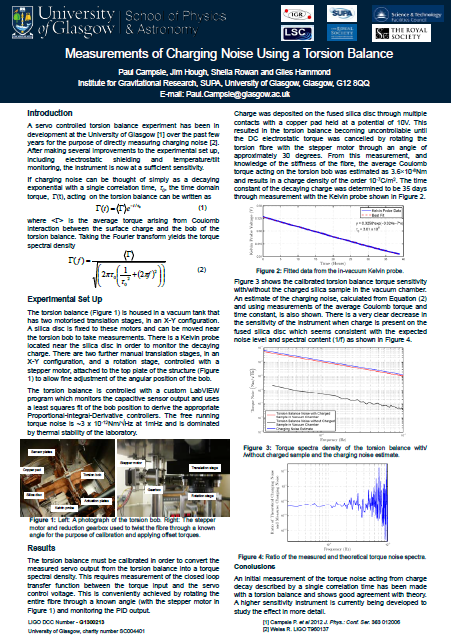 University of Glasgow
School of Physics & Astronomy
IGR
SUPA
Science & Technology
Facilities Council
LSC
THE ROYAL SOCIETY
Measurements of Charging Noise Using a Torsion Balance
Paul Campsie, Jim Hough, Sheila Rowan and Giles Hammond
Institute for Gravitational Research, SUPA, University of Glasgow, Glasgow, G12 8QQ
E-mail: Paul.Campsie@glasgow.ac.uk
Introduction
A servo controlled torsion balance experiment has been in
development at the University of Glasgow [1] over the past few
years for the purpose of directly measuring charging noise [2].
After making several improvements to the experimental set up,
including electrostatic shielding and temperature/tilt
monitoring, the instrument is now at a sufficient sensitivity.
If charging noise can be thought of simply as a decaying
exponential with a single correlation time, τ₀, the time domain
torque, Γ(t), acting on the torsion balance can be written as
(1)
where <Γ> is the average torque arising from Coulomb
interaction between the surface charge and the bob of the
torsion balance. Taking the Fourier transform yields the torque
spectral density
(2)
Experimental Set Up
The torsion balance (Figure 1) is housed in a vacuum tank that
has two motorised translation stages, in an X-Y configuration.
A silica disc is fixed to these motors and can be moved near
the torsion bob to take measurements. There is a Kelvin probe
located near the silica disc in order to monitor the decaying
charge. There are two further manual translation stages, in an
X-Y configuration, and a rotation stage, controlled with a
stepper motor, attached to the top plate of the structure (Figure
1) to allow fine adjustment of the angular position of the bob.
The torsion balance is controlled with a custom LabVIEW
program which monitors the capacitive sensor output and uses
a least squares fit of the bob position to derive the appropriate
Proportional-Integral-Derivative controllers. The free running
torque noise is ~3 x 10⁻¹²Nm/√Hz at 1mHz and is dominated
by thermal stability of the laboratory.
Sensor plates
Copper pad
Torsion bob
Silica disc
Actuation plates
Kelvin probe
Stepper motor
Translation stage
Gearbox
Rotation stage
Figure 1: Left: A photograph of the torsion bob. Right: The stepper
motor and reduction gearbox used to twist the fibre through a known
angle for the purpose of calibration and applying offset torques.
Results
The torsion balance must be calibrated in order to convert the
measured servo output from the torsion balance into a torque
spectral density. This requires measurement of the closed loop
transfer function between the torque input and the servo
control voltage. This is conveniently achieved by rotating the
entire fibre through a known angle (with the stepper motor in
Figure 1) and monitoring the PID output.
LIGO DCC Number - G1300213
University of Glasgow, charity number SC004401
Charge was deposited on the fused silica disc through multiple
contacts with a copper pad held at a potential of 10V. This
resulted in the torsion balance becoming uncontrollable until
the DC electrostatic torque was cancelled by rotating the
torsion fibre with the stepper motor through an angle of
approximately 30 degrees. From this measurement, and
knowledge of the stiffness of the fibre, the average Coulomb
torque acting on the torsion bob was estimated as
and results in a charge density of the order
The time
constant of the decaying charge was determined to be 35 days
through measurement with the Kelvin probe shown in Figure 2.
Kelvin Probe Data
Best Fit
Time (Hours)
Figure 2: Fitted data from the in-vacuum Kelvin probe.
Figure 3 shows the calibrated torsion balance torque sensitivity
with/without the charged silica sample in the vacuum chamber.
An estimate of the charging noise, calculated from Equation (2)
and using measurements of the average Coulomb torque and
time constant, is also shown. There is a very clear decrease in
the sensitivity of the instrument when charge is present on the
fused silica disc which seems consistent with the expected
noise level and spectral content (1/f) as shown in Figure 4.
Torsion Balance Noise with Charged
Sample in Vacuum Chamber
Torsion Balance Noise without Charged
Sample in Vacuum Chamber
Charging Noise Estimate
Frequency (Hz)
Figure 3: Torque spectral density of the torsion balance with/
/without charged sample and the charging noise estimate.
Frequency (Hz)
Figure 4: Ratio of the measured and theoretical torque noise spectra.
Conclusions
An initial measurement of the torque noise acting from charge
decay described by a single correlation time has been made
with a torsion balance and shows good agreement with theory.
A higher sensitivity instrument is currently being developed to
study the effect in more detail.
[1] Campsie P. et al 2012 J. Phys.: Conf. Ser. 363 012006
[2] Weiss R. LIGO T960137